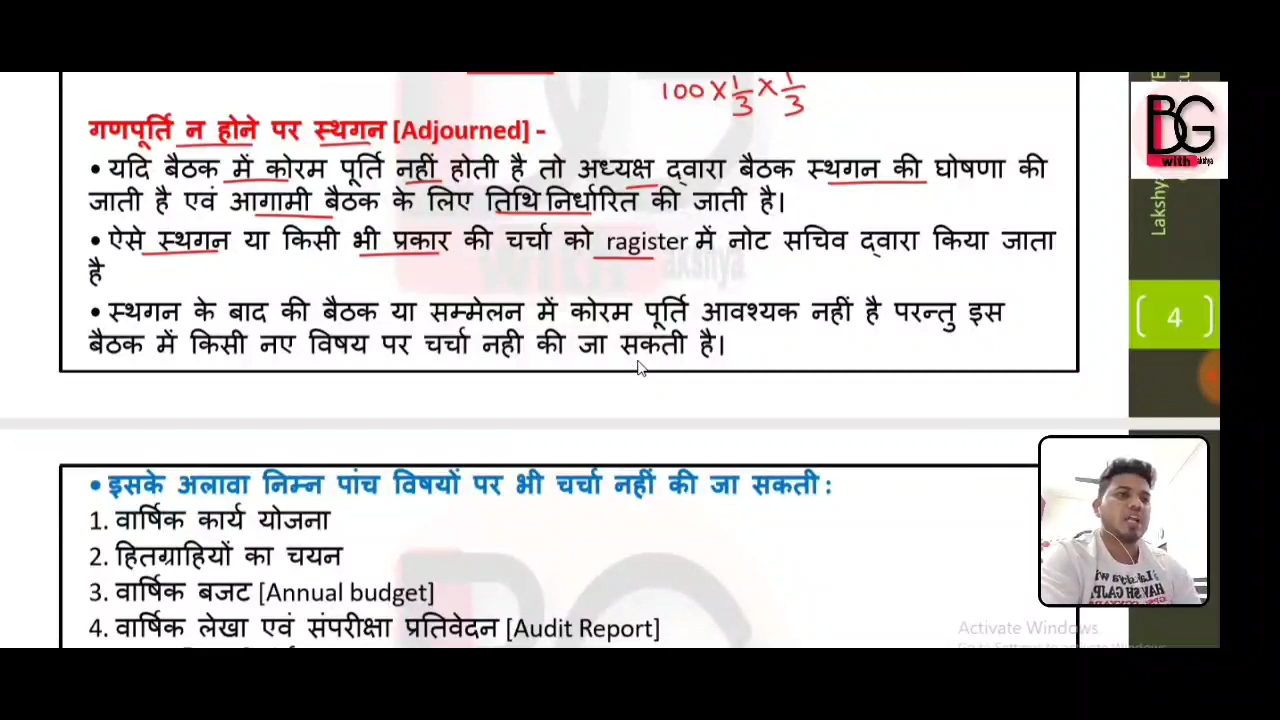 100 X 1/3 X 1/3
गणपूर्ति न होने पर स्थगन [Adjourned] -
• यदि बैठक में कोरम पूर्ति नहीं होती है तो अध्यक्ष द्वारा बैठक स्थगन की घोषणा की
जाती है एवं आगामी बैठक के लिए तिथि निर्धारित की जाती है।
• ऐसे स्थगन या किसी भी प्रकार की चर्चा को ragister में नोट सचिव द्वारा किया जाता
है
• स्थगन के बाद की बैठक या सम्मेलन में कोरम पूर्ति आवश्यक नहीं है परन्तु इस
बैठक में किसी नए विषय पर चर्चा नही की जा सकती है।
• इसके अलावा निम्न पांच विषयों पर भी चर्चा नहीं की जा सकती :
1. वार्षिक कार्य योजना
2. हितग्राहियों का चयन
3. वार्षिक बजट [Annual budget]
4. वार्षिक लेखा एवं संपरीक्षा प्रतिवेदन [Audit Report]
BG
with akshya
Laksh
4
akshya
Activate Windows